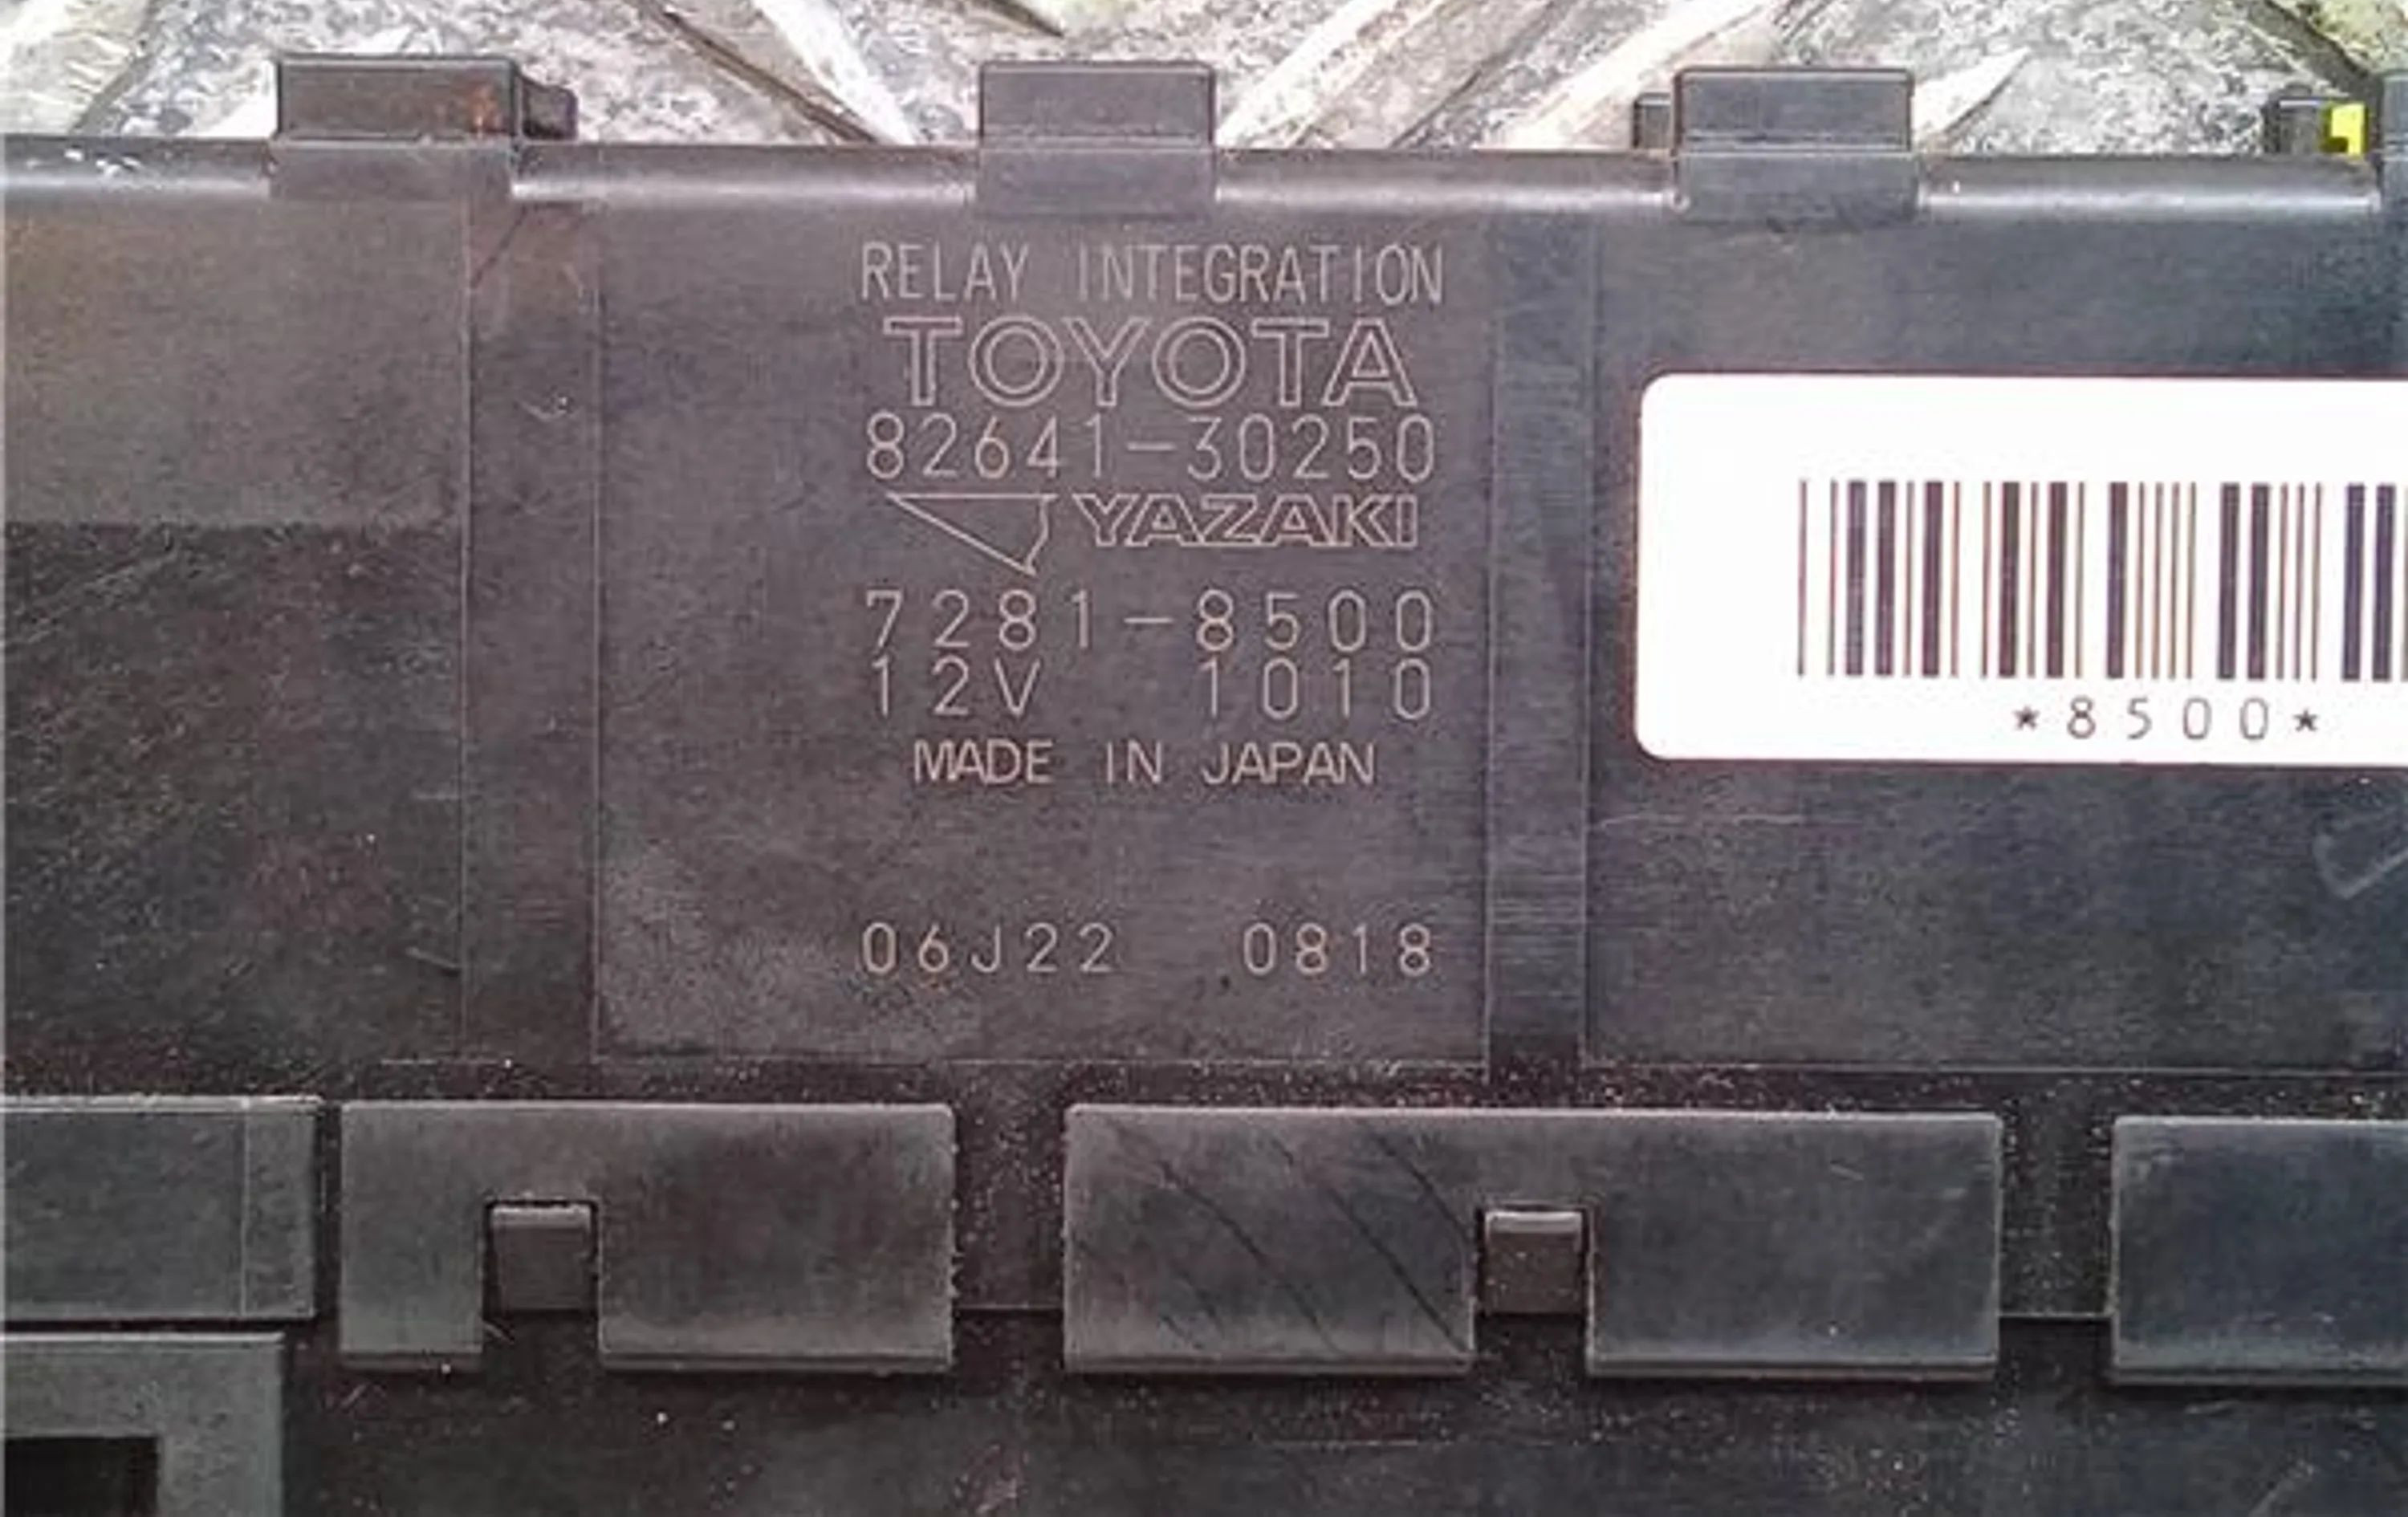 RELAY INTEGRATION
TOYOTA
82641-30250
YAZAKI
7281-8500
12V 1010
MADE IN JAPAN
06J22 0818
*8500*